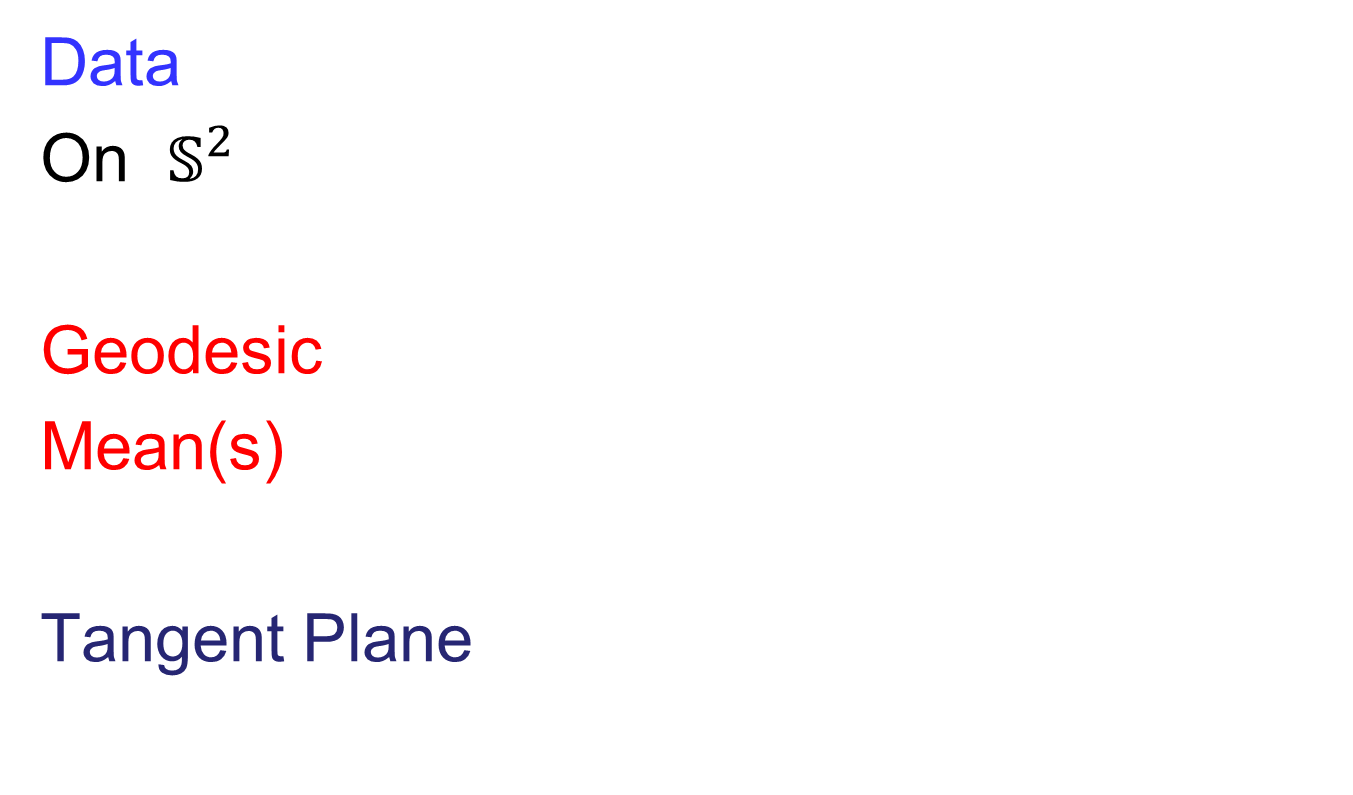 Data
On 𝕊²
Geodesic
Mean(s)
Tangent Plane